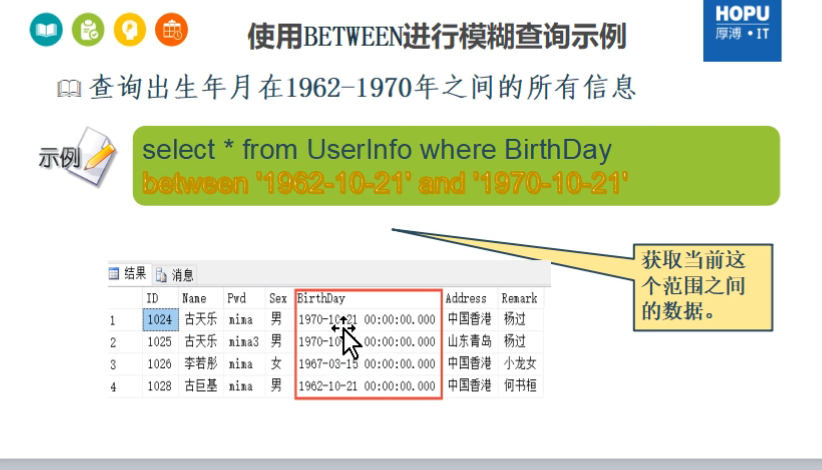 使用BETWEEN进行模糊查询示例
HOPU
厚溥·IT
查询出生年月在1962-1970年之间的所有信息
示例
select * from UserInfo where BirthDay
between '1962-10-21' and '1970-10-21'
获取当前这
个范围之间
的数据。
结果 消息
ID Name Pwd Sex BirthDay Address Remark
1 1024 古天乐 mima 男 1970-10-21 00:00:00.000 中国香港 杨过
2 1025 古天乐 mima3 男 1970-10 00:00.000 山东青岛 杨过
3 1026 李若彤 mima 女 1967-03-15 00:00:00.000 中国香港 小龙女
4 1028 古巨基 mima 男 1962-10-21 00:00:00.000 中国香港 何书桓